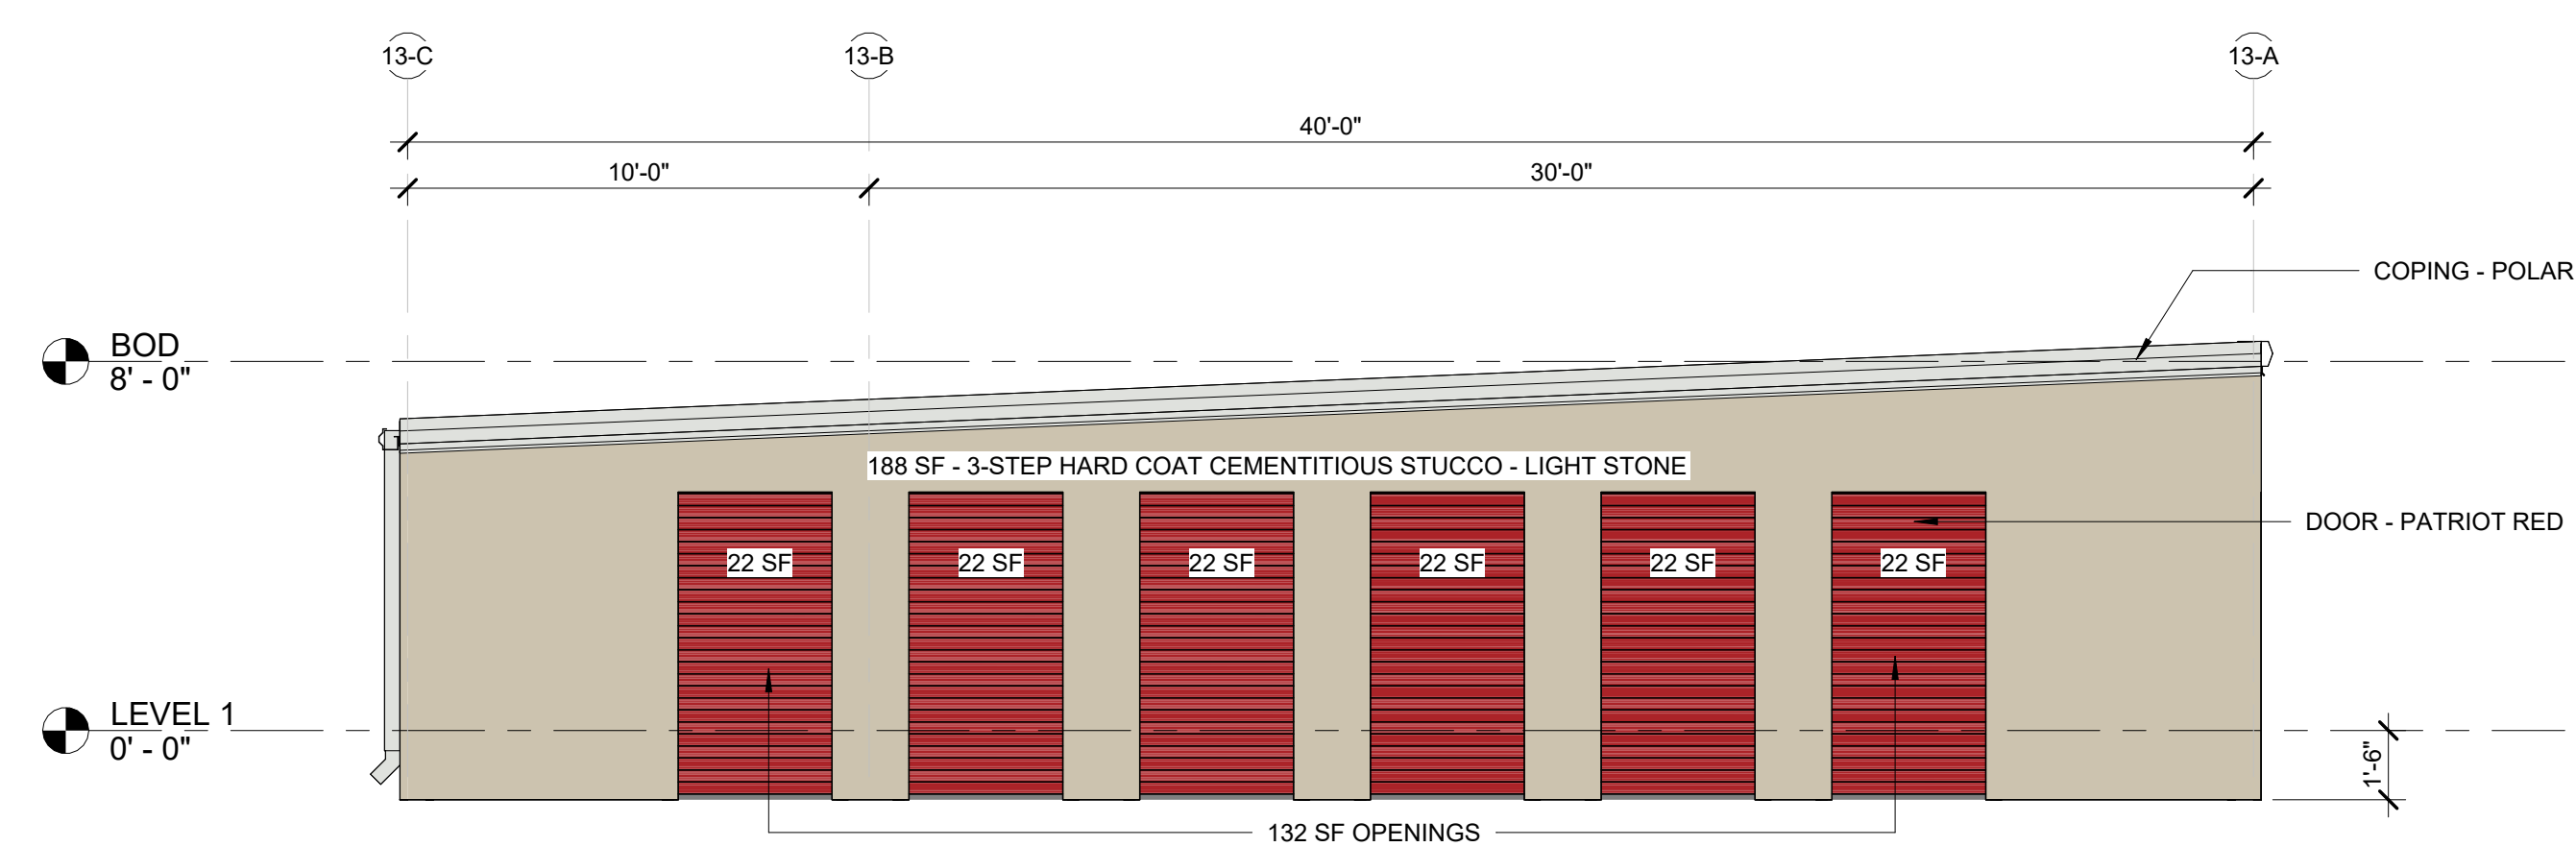 13-C
13-B
13-A
40'-0"
10'-0"
30'-0"
COPING - POLAR
BOD
8' - 0"
188 SF - 3-STEP HARD COAT CEMENTITIOUS STUCCO - LIGHT STONE
DOOR - PATRIOT RED
22 SF
22 SF
22 SF
22 SF
22 SF
22 SF
LEVEL 1
0' - 0"
1'-6"
132 SF OPENINGS